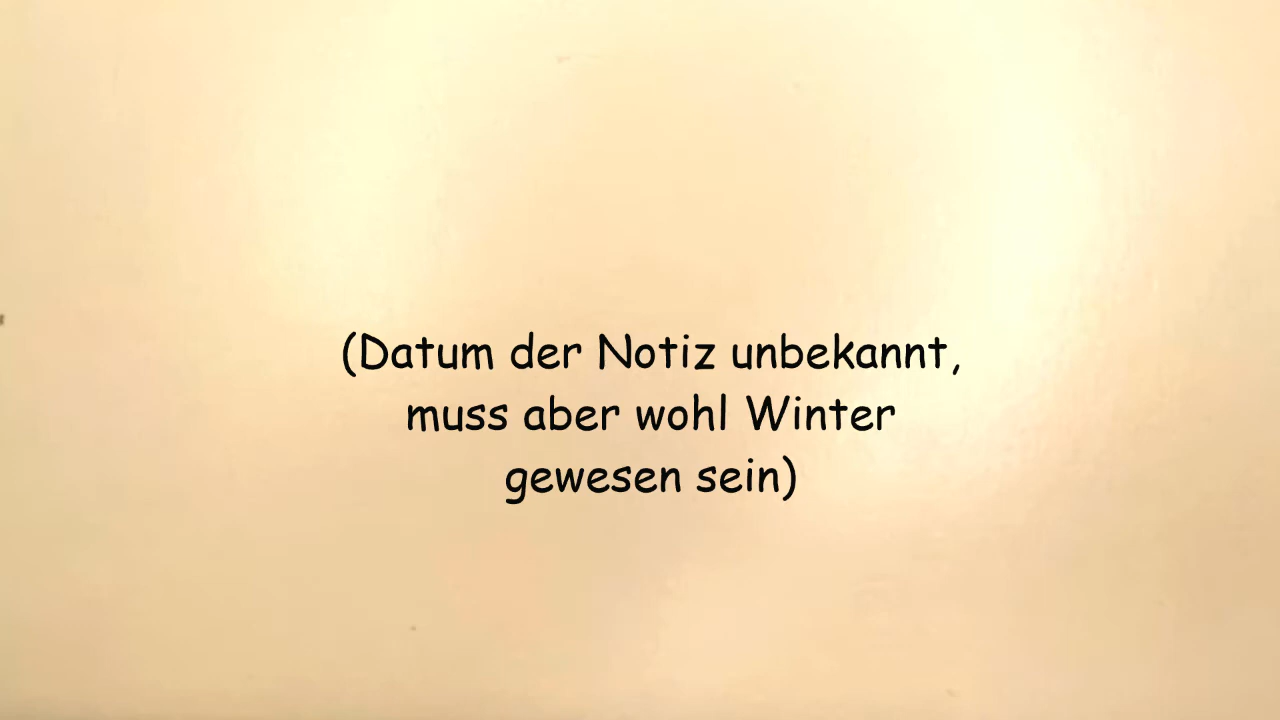 (Datum der Notiz unbekannt,
muss aber wohl Winter
gewesen sein)